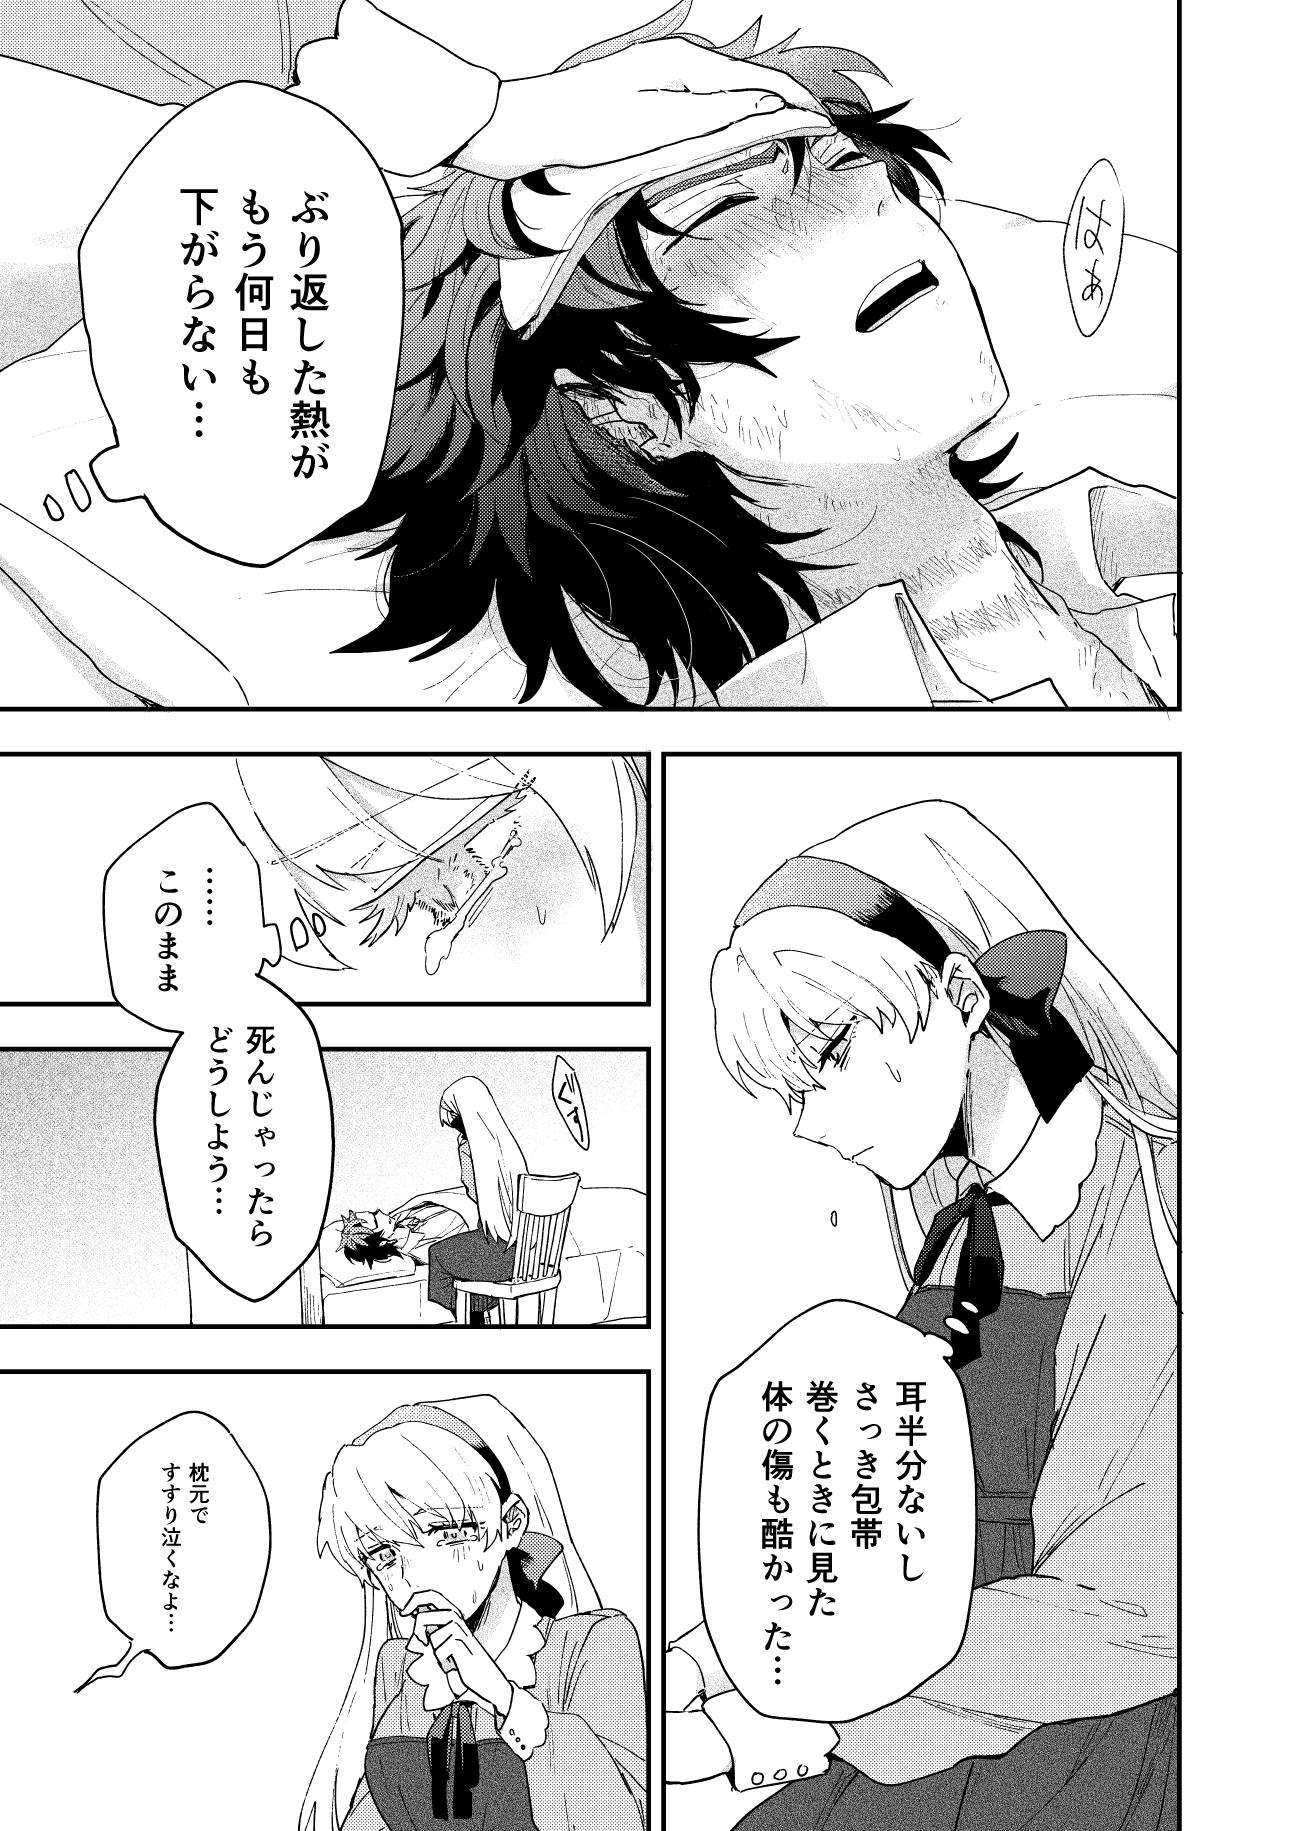 はぁ
ぶり返した熱が
もう何日も
下がらない…
耳半分ないし
さっき包帯
巻くときに見た
体の傷も酷かった…
……
このまま
死んじゃったら
どうしよう…
ぐすっ
枕元で
すすり泣くなよ…